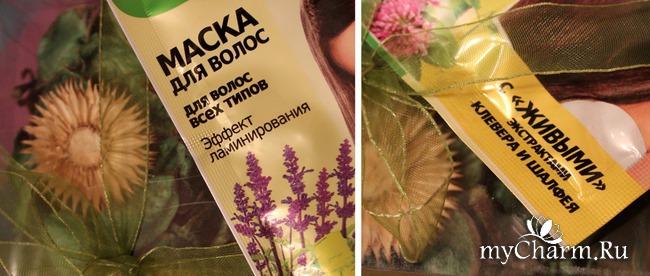 МАСКА
ДЛЯ ВОЛОС
ДЛЯ ВОЛОС
ВСЕХ ТИПОВ
Эффект
ламинирования
С «ЖИВЫМИ»
ЭКСТРАКТАМИ
КЛЕВЕРА И ШАЛФЕЯ
myCharm.Ru